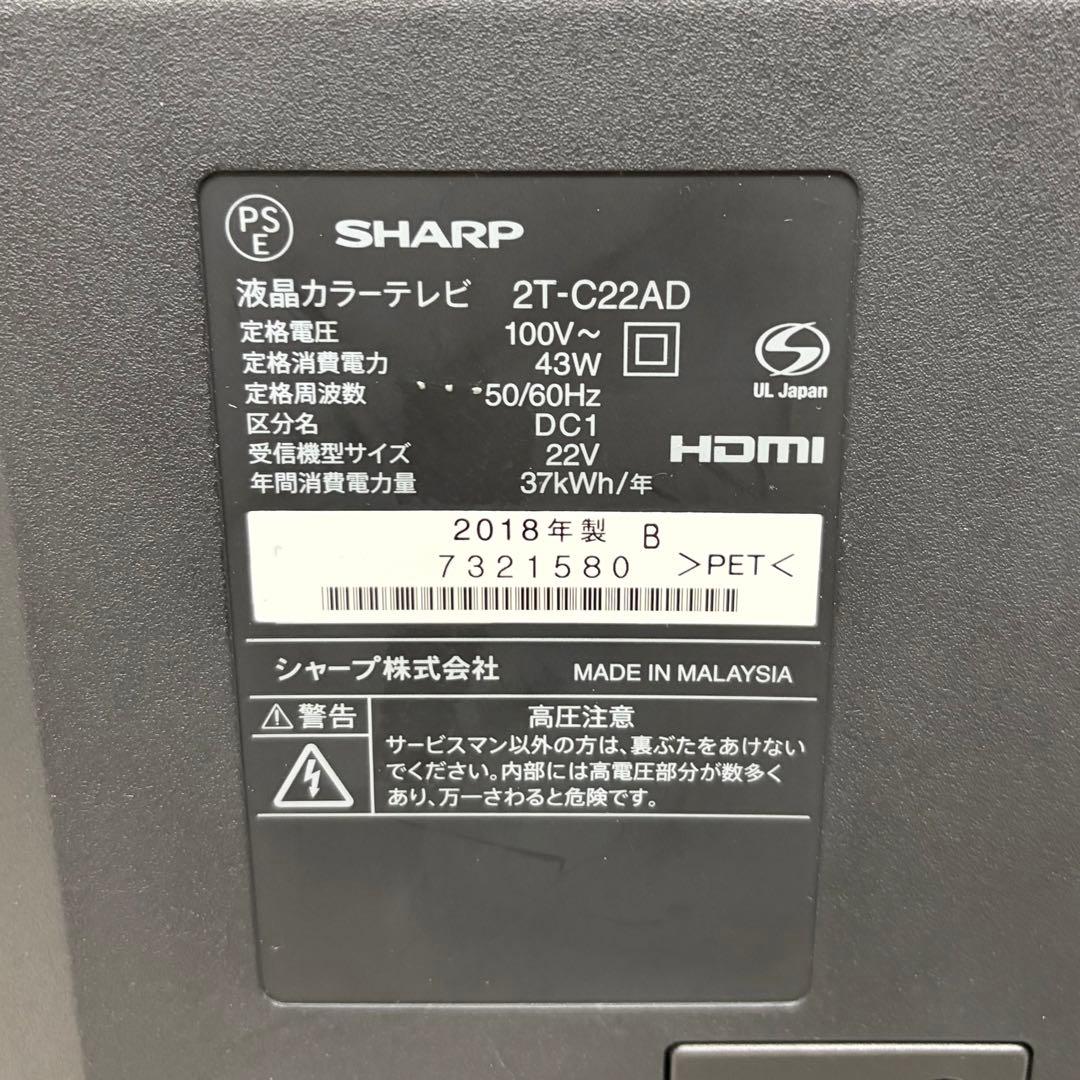 PS
E
SHARP
液晶カラーテレビ 2T-C22AD
定格電圧 100V～
定格消費電力 43W
定格周波数 50/60Hz
区分名 DC1
受信機型サイズ 22V
年間消費電力量 37kWh/年
UL Japan
HDMI
2018年製 B
7321580 >PET<
シャープ株式会社 MADE IN MALAYSIA
⚠警告 高圧注意
サービスマン以外の方は、裏ぶたをあけない
でください。内部には高電圧部分が数多く
あり、万一さわると危険です。